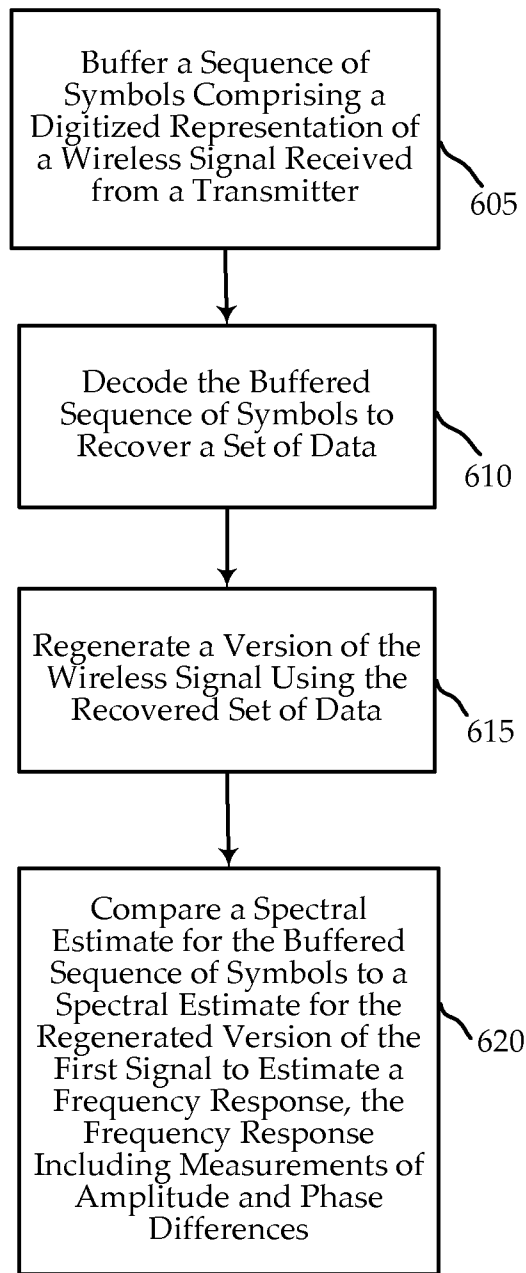 Buffer a Sequence of
Symbols Comprising a
Digitized Representation of
a Wireless Signal Received
from a Transmitter
605
Decode the Buffered
Sequence of Symbols to
Recover a Set of Data
610
Regenerate a Version of the
Wireless Signal Using the
Recovered Set of Data
615
Compare a Spectral
Estimate for the Buffered
Sequence of Symbols to a
Spectral Estimate for the
Regenerated Version of the
First Signal to Estimate a
Frequency Response, the
Frequency Response
Including Measurements of
Amplitude and Phase
Differences
620